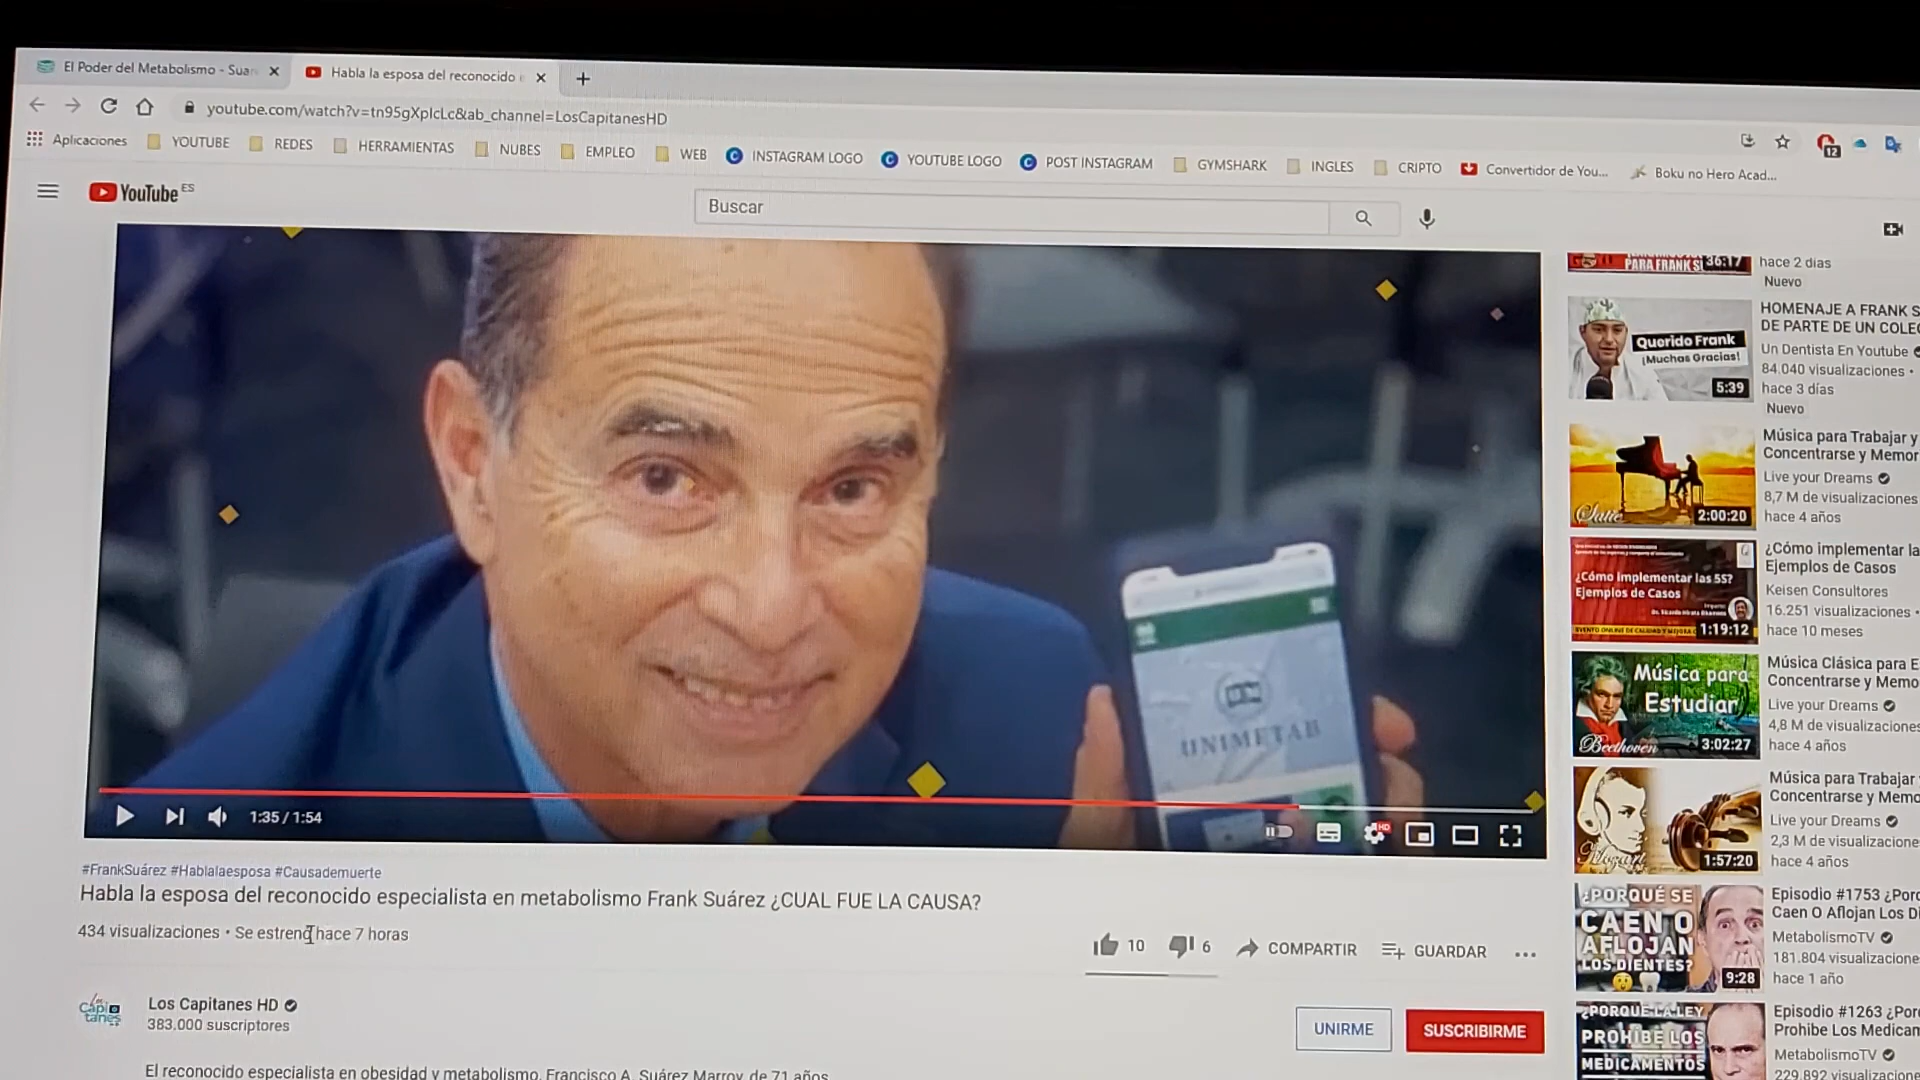 El Poder del Metabolismo - Suar
Habla la esposa del reconocido e
youtube.com/watch?v=tn95gXpIcLc&ab_channel=LosCapitanesHD
Aplicaciones
YOUTUBE
REDES
HERRAMIENTAS
NUBES
EMPLEO
WEB
INSTAGRAM LOGO
YOUTUBE LOGO
POST INSTAGRAM
GYMSHARK
INGLES
CRIPTO
Convertidor de You...
Boku no Hero Acad...
12
YouTube ES
Buscar
UNIMETAB
1:35 / 1:54
HD
#FrankSuárez #Hablalaesposa #Causademuerte
Habla la esposa del reconocido especialista en metabolismo Frank Suárez ¿CUAL FUE LA CAUSA?
434 visualizaciones • Se estrenó hace 7 horas
10
6
COMPARTIR
GUARDAR
Los Capitanes HD
383.000 suscriptores
UNIRME
SUSCRIBIRME
El reconocido especialista en obesidad y metabolismo, Francisco A. Suárez Marroy, de 71 años
PARA FRANK S
36:17
hace 2 días
Nuevo
Querido Frank
¡Muchas Gracias!
5:39
HOMENAJE A FRANK S
DE PARTE DE UN COLEG
Un Dentista En Youtube
84.040 visualizaciones •
hace 3 días
Nuevo
Satie
2:00:20
Música para Trabajar y
Concentrarse y Memor
Live your Dreams
8,7 M de visualizaciones
hace 4 años
¿Cómo implementar las 5S?
Ejemplos de Casos
1:19:12
¿Cómo implementar la
Ejemplos de Casos
Keisen Consultores
16.251 visualizaciones •
hace 10 meses
Música para
Estudiar
Beethoven
3:02:27
Música Clásica para E
Concentrarse y Memo
Live your Dreams
4,8 M de visualizaciones
hace 4 años
Mozart
1:57:20
Música para Trabajar
Concentrarse y Memo
Live your Dreams
2,3 M de visualizacione
hace 4 años
¿PORQUÉ SE
CAEN O
AFLOJAN
LOS DIENTES?
9:28
Episodio #1753 ¿Por
Caen O Aflojan Los Di
MetabolismoTV
181.804 visualizacione
hace 1 año
¿PORQUÉ LA LEY
PROHIBE LOS
MEDICAMENTOS
Episodio #1263 ¿Por
Prohibe Los Medicam
MetabolismoTV
229.892 visualizacione